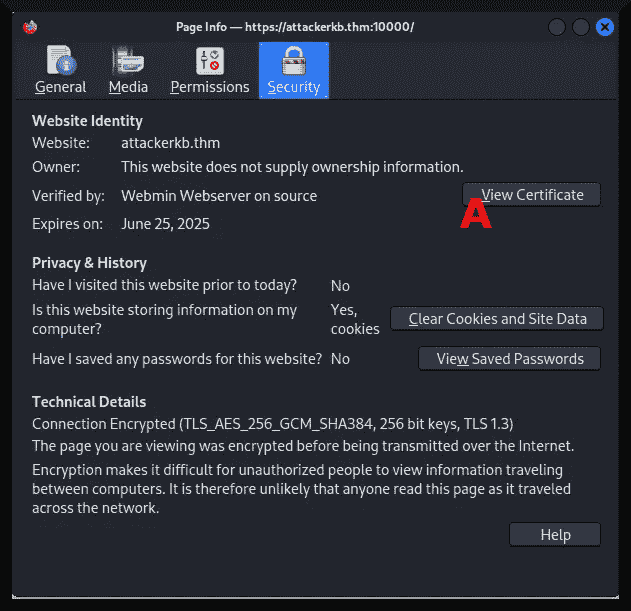 Page Info — https://attackerkb.thm:10000/
General Media Permissions Security
Website Identity
Website: attackerkb.thm
Owner: This website does not supply ownership information.
Verified by: Webmin Webserver on source
View Certificate
A
Expires on: June 25, 2025
Privacy & History
Have I visited this website prior to today? No
Is this website storing information on my
computer?
Yes,
cookies
Clear Cookies and Site Data
Have I saved any passwords for this website? No
View Saved Passwords
Technical Details
Connection Encrypted (TLS_AES_256_GCM_SHA384, 256 bit keys, TLS 1.3)
The page you are viewing was encrypted before being transmitted over the Internet.
Encryption makes it difficult for unauthorized people to view information traveling
between computers. It is therefore unlikely that anyone read this page as it traveled
across the network.
Help